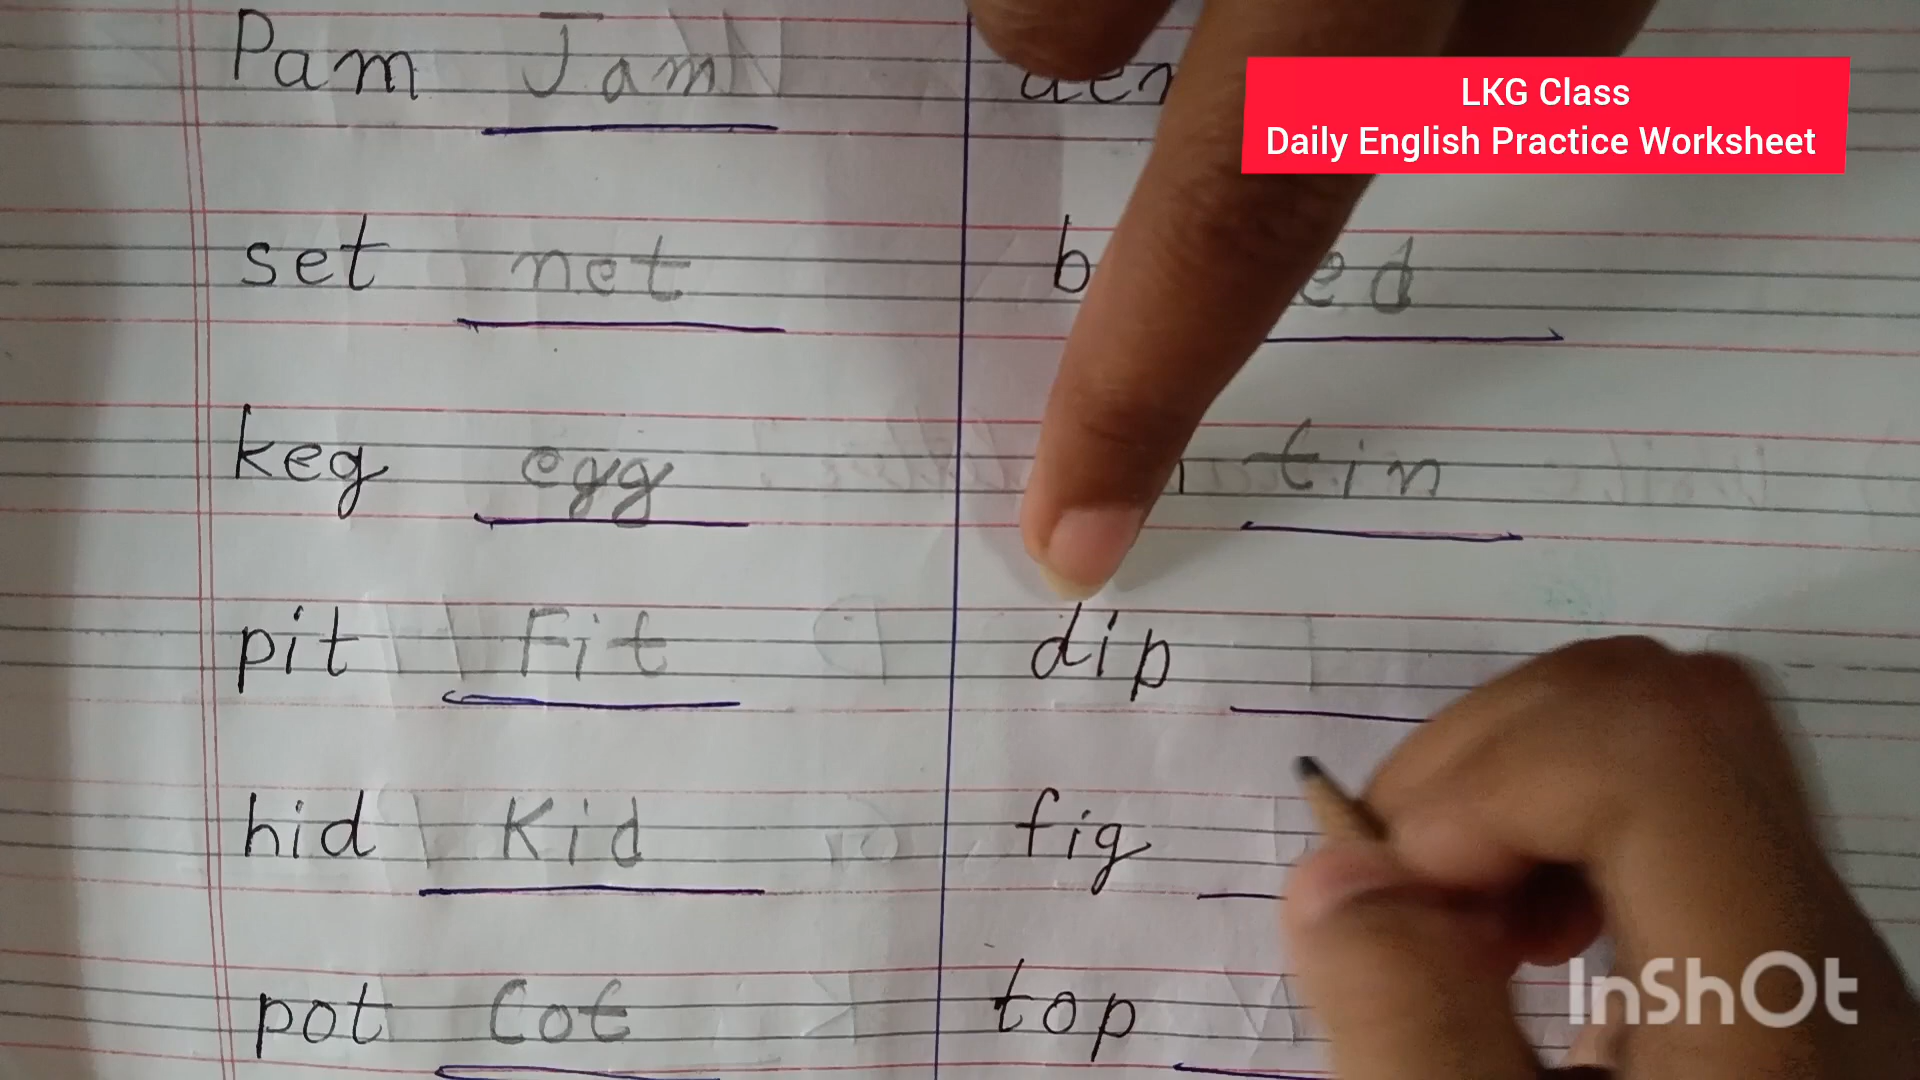 LKG Class
Daily English Practice Worksheet
Pam Jam
set net
keg egg tin
pit Fit dip
hid Kid fig
pot Cot top
InShOt